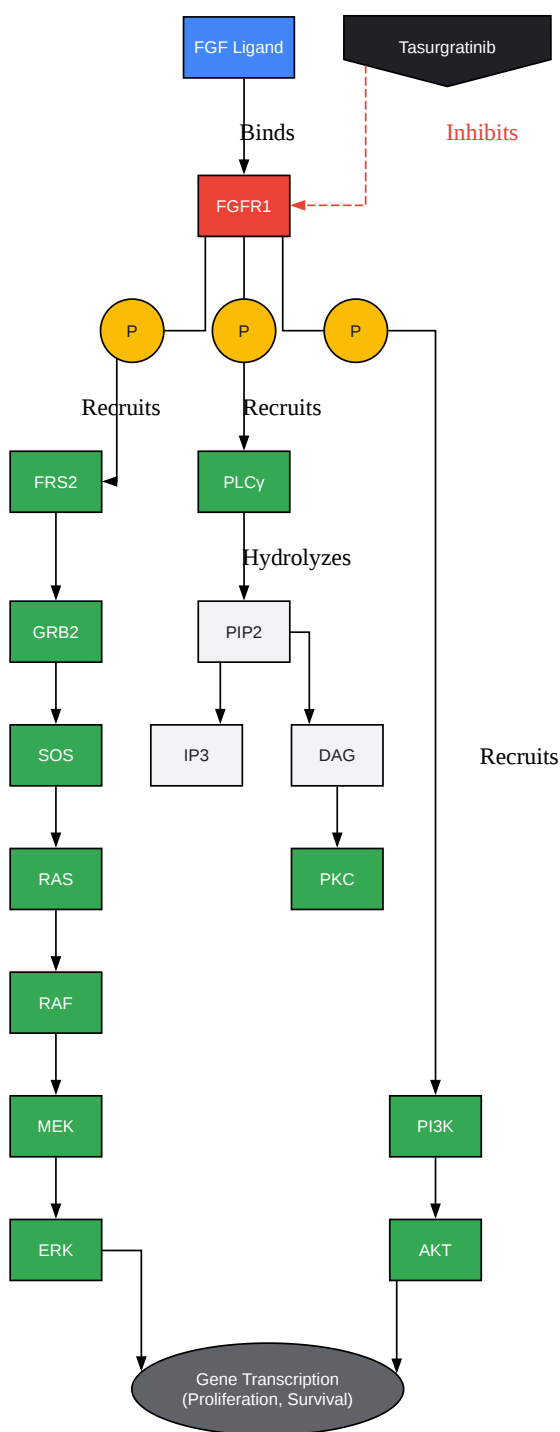 FGF Ligand
Tasurgratinib
Binds
Inhibits
FGFR1
P
P
P
Recruits
Recruits
FRS2
PLCγ
Hydrolyzes
GRB2
PIP2
SOS
IP3
DAG
Recruits
RAS
PKC
RAF
MEK
PI3K
ERK
AKT
Gene Transcription
(Proliferation, Survival)